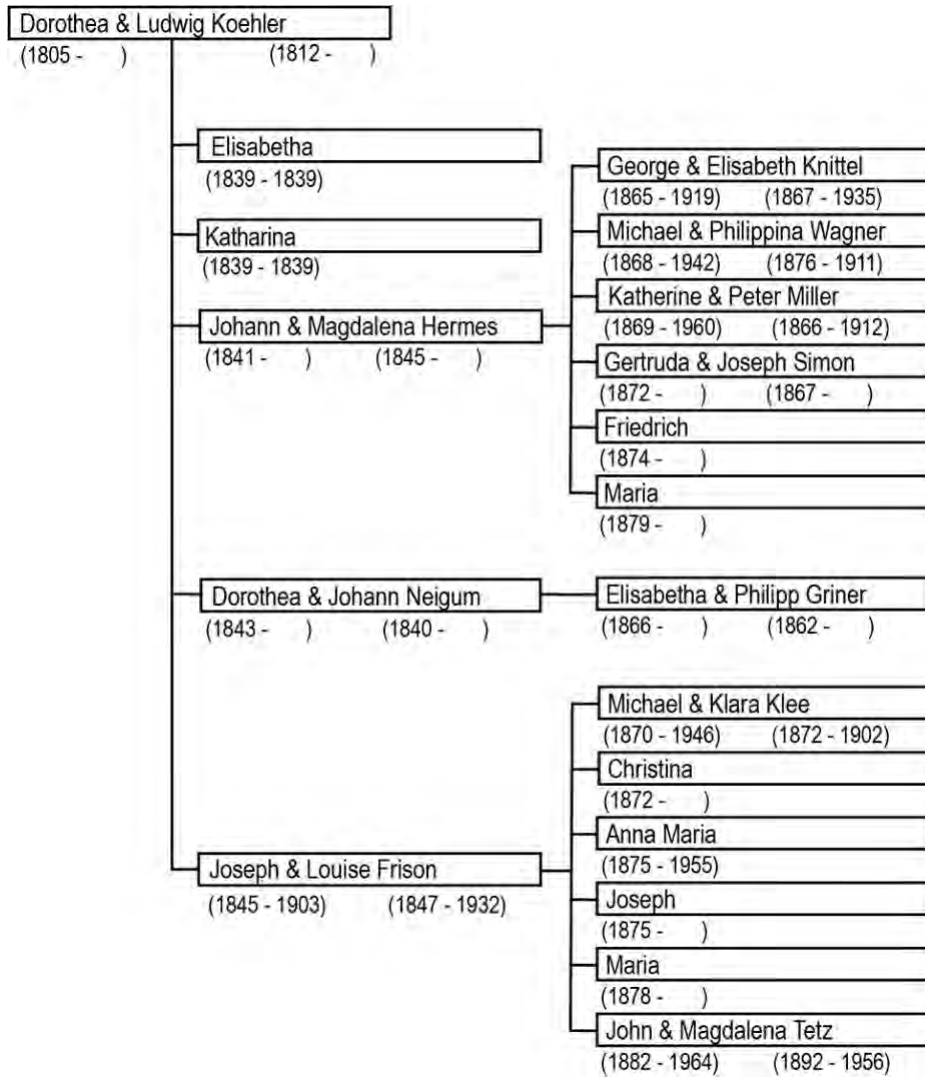 Dorothea & Ludwig Koehler
(1805 -      )                    (1812 -      )
Elisabetha
(1839 - 1839)
Katharina
(1839 - 1839)
Johann & Magdalena Hermes
(1841 -      )          (1845 -      )
George & Elisabeth Knittel
(1865 - 1919)      (1867 - 1935)
Michael & Philippina Wagner
(1868 - 1942)      (1876 - 1911)
Katherine & Peter Miller
(1869 - 1960)      (1866 - 1912)
Gertruda & Joseph Simon
(1872 -      )      (1867 -      )
Friedrich
(1874 -      )
Maria
(1879 -      )
Dorothea & Johann Neigum
(1843 -      )          (1840 -      )
Elisabetha & Philipp Griner
(1866 -      )      (1862 -      )
Joseph & Louise Frison
(1845 - 1903)          (1847 - 1932)
Michael & Klara Klee
(1870 - 1946)      (1872 - 1902)
Christina
(1872 -      )
Anna Maria
(1875 - 1955)
Joseph
(1875 -      )
Maria
(1878 -      )
John & Magdalena Tetz
(1882 - 1964)      (1892 - 1956)